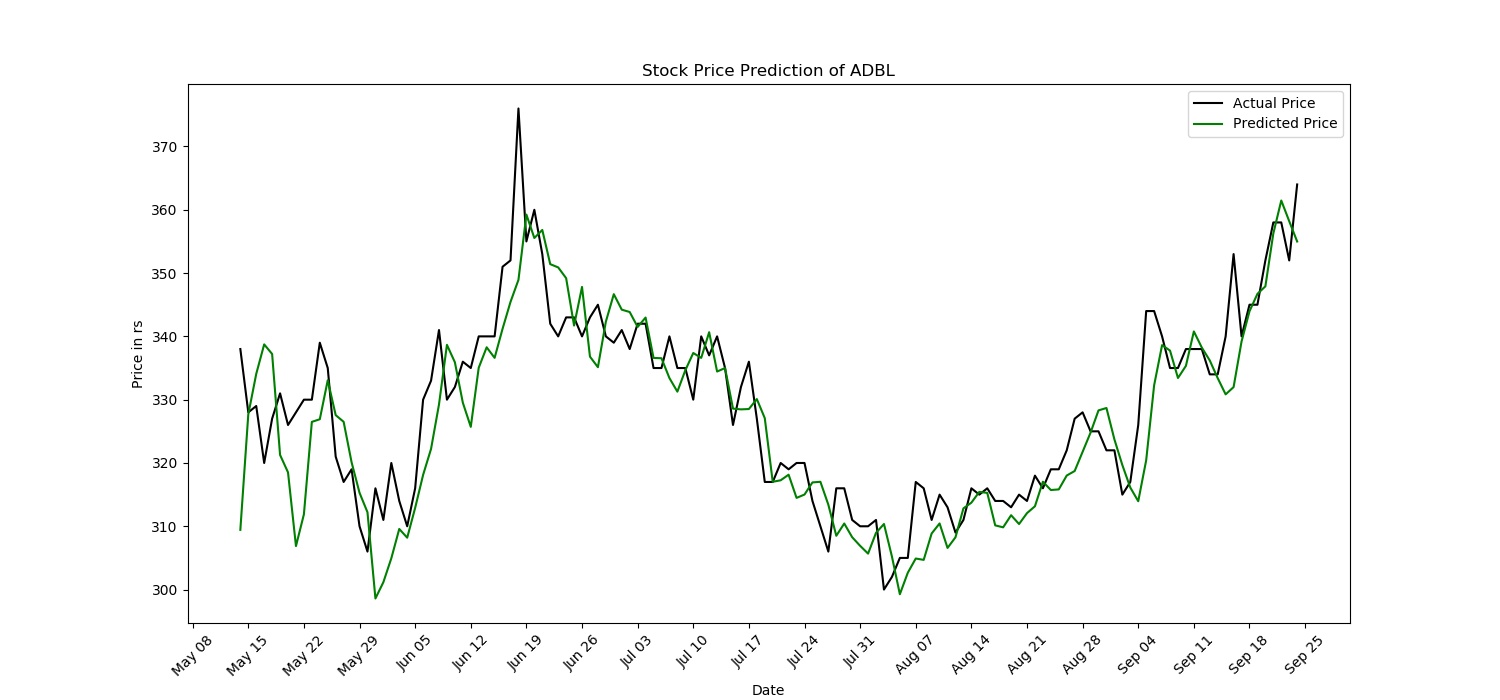 Stock Price Prediction of ADBL
Actual Price
Predicted Price
Price in rs
370
360
350
340
330
320
310
300
May 08
May 15
May 22
May 29
Jun 05
Jun 12
Jun 19
Jun 26
Jul 03
Jul 10
Jul 17
Jul 24
Jul 31
Aug 07
Aug 14
Aug 21
Aug 28
Sep 04
Sep 11
Sep 18
Sep 25
Date